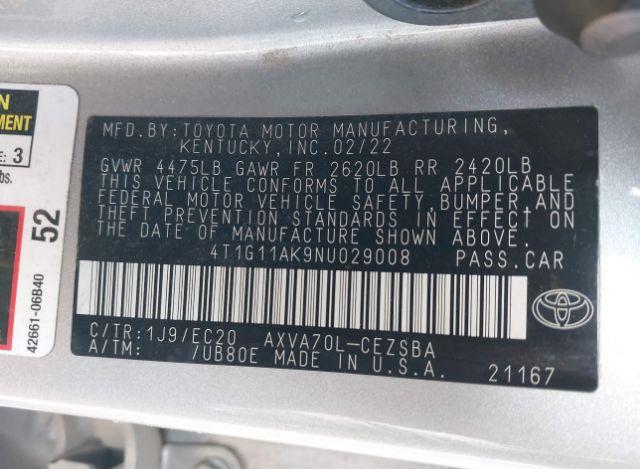 MFD.BY:TOYOTA MOTOR MANUFACTURING,
KENTUCKY, INC. 02/22
GVWR 4475LB GAWR FR 2620LB RR 2420LB
THIS VEHICLE CONFORMS TO ALL APPLICABLE
FEDERAL MOTOR VEHICLE SAFETY, BUMPER, AND
THEFT PREVENTION STANDARDS IN EFFECT ON
THE DATE OF MANUFACTURE SHOWN ABOVE.
4T1G11AK9NU029008 PASS.CAR
C/TR:1J9/EC20 AXVA70L-CEZSBA
A/TM: /UB80E MADE IN U.S.A.
21167
E: 3
bs.
52
42661-06B40